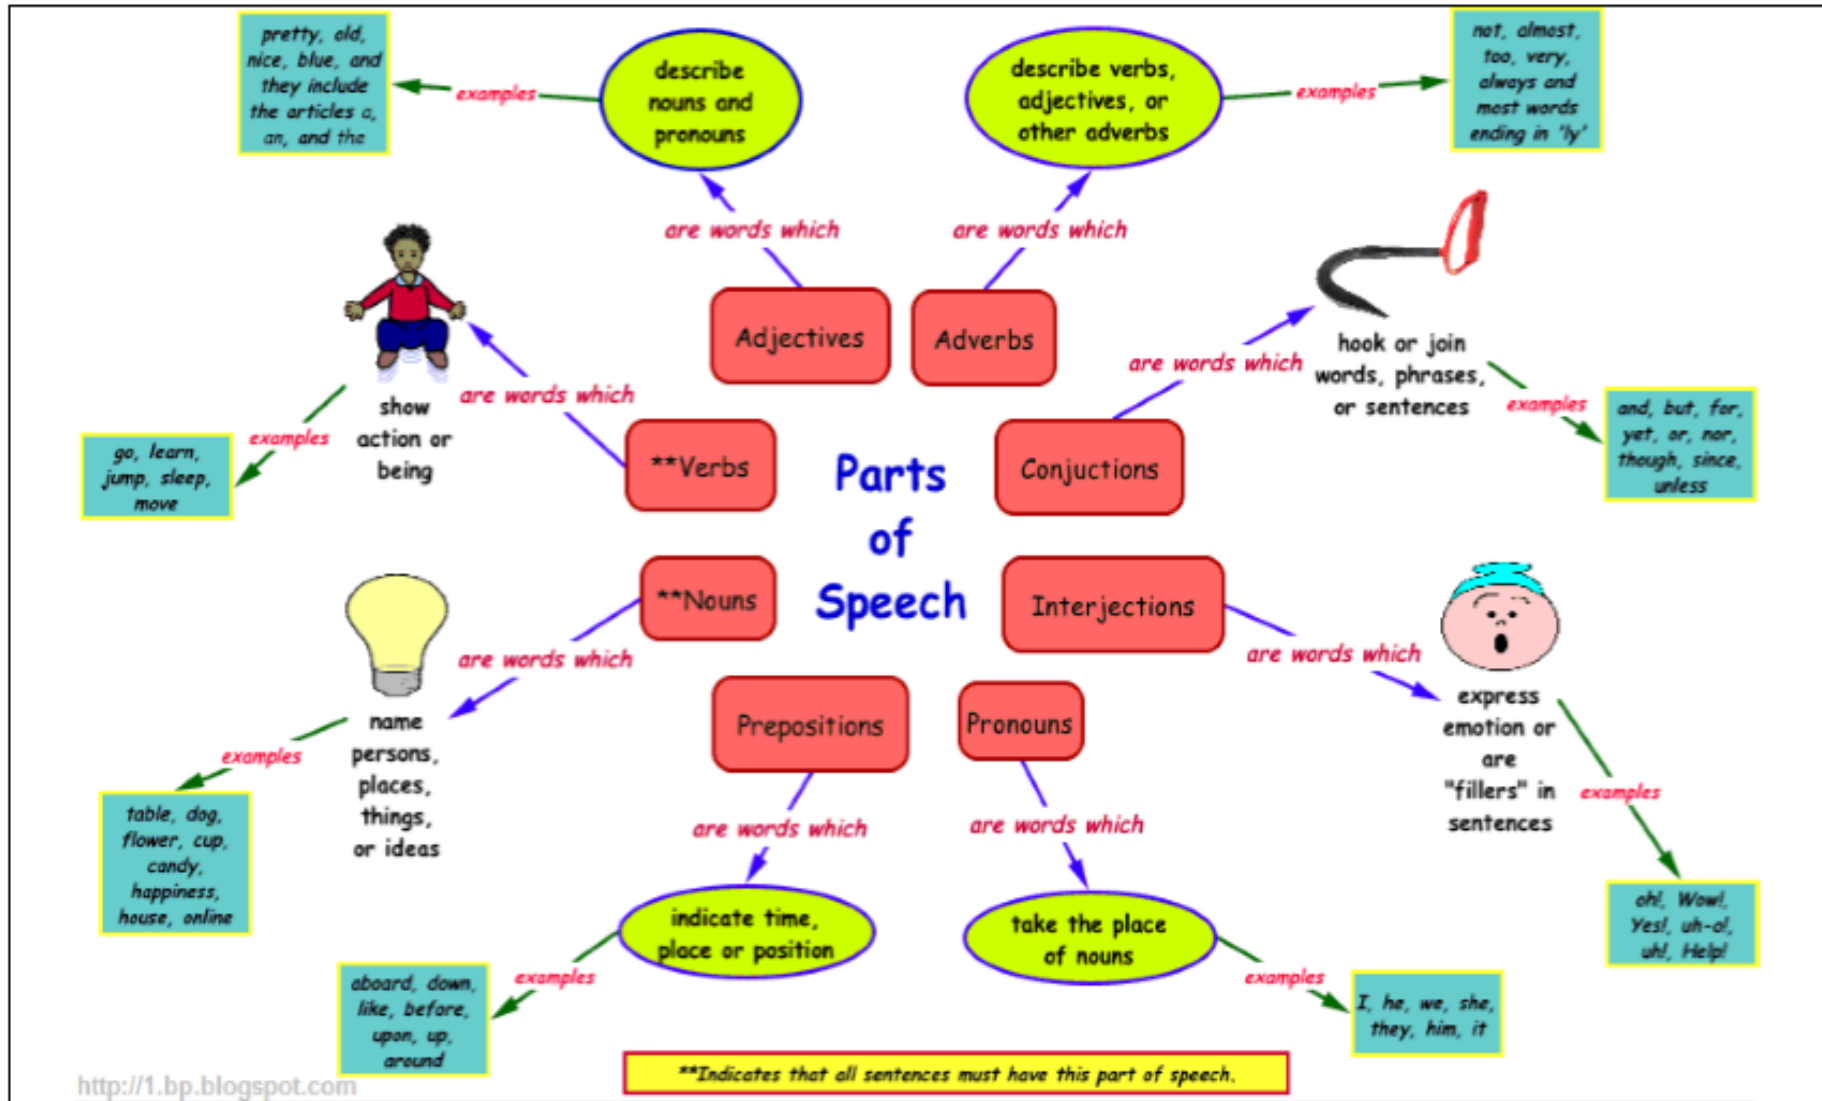 pretty, old,
nice, blue, and
they include
the articles a,
an, and the
examples
describe
nouns and
pronouns
are words which
Adjectives
describe verbs,
adjectives, or
other adverbs
examples
not, almost,
too, very,
always and
most words
ending in 'ly'
are words which
Adverbs
show
action or
being
are words which
**Verbs
examples
go, learn,
jump, sleep,
move
hook or join
words, phrases,
or sentences
are words which
Conjuctions
examples
and, but, for,
yet, or, nor,
though, since,
unless
Parts
of
Speech
**Nouns
are words which
name
persons,
places,
things,
or ideas
examples
table, dog,
flower, cup,
candy,
happiness,
house, online
Interjections
are words which
express
emotion or
are
"fillers" in
sentences
examples
oh!, Wow!,
Yes!, uh-o!,
uh!, Help!
Prepositions
are words which
indicate time,
place or position
examples
aboard, down,
like, before,
upon, up,
around
Pronouns
are words which
take the place
of nouns
examples
I, he, we, she,
they, him, it
**Indicates that all sentences must have this part of speech.
http://1.bp.blogspot.com